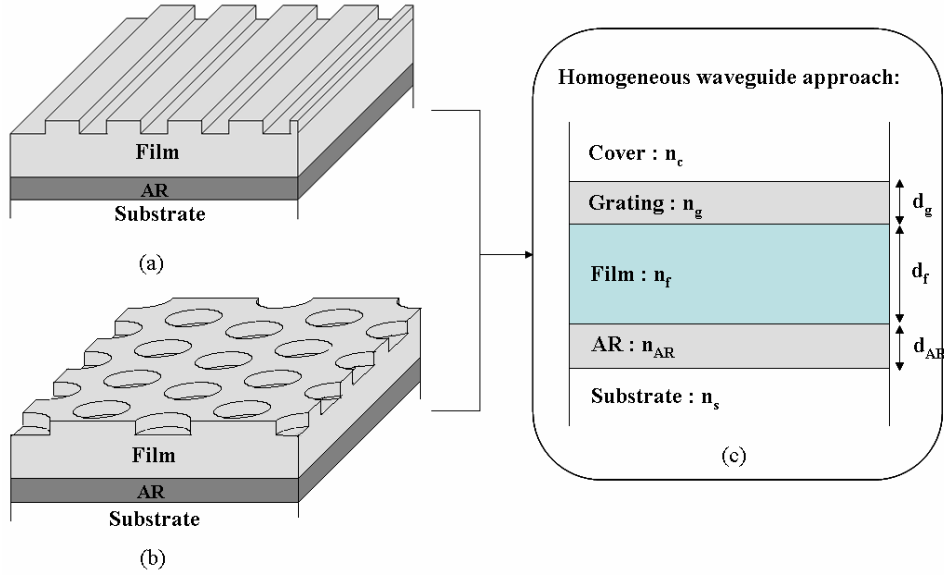 Film
AR
Substrate
(a)
Film
AR
Substrate
(b)
Homogeneous waveguide approach:
Cover : n_c
Grating : n_g
d_g
Film : n_f
d_f
AR : n_AR
d_AR
Substrate : n_s
(c)